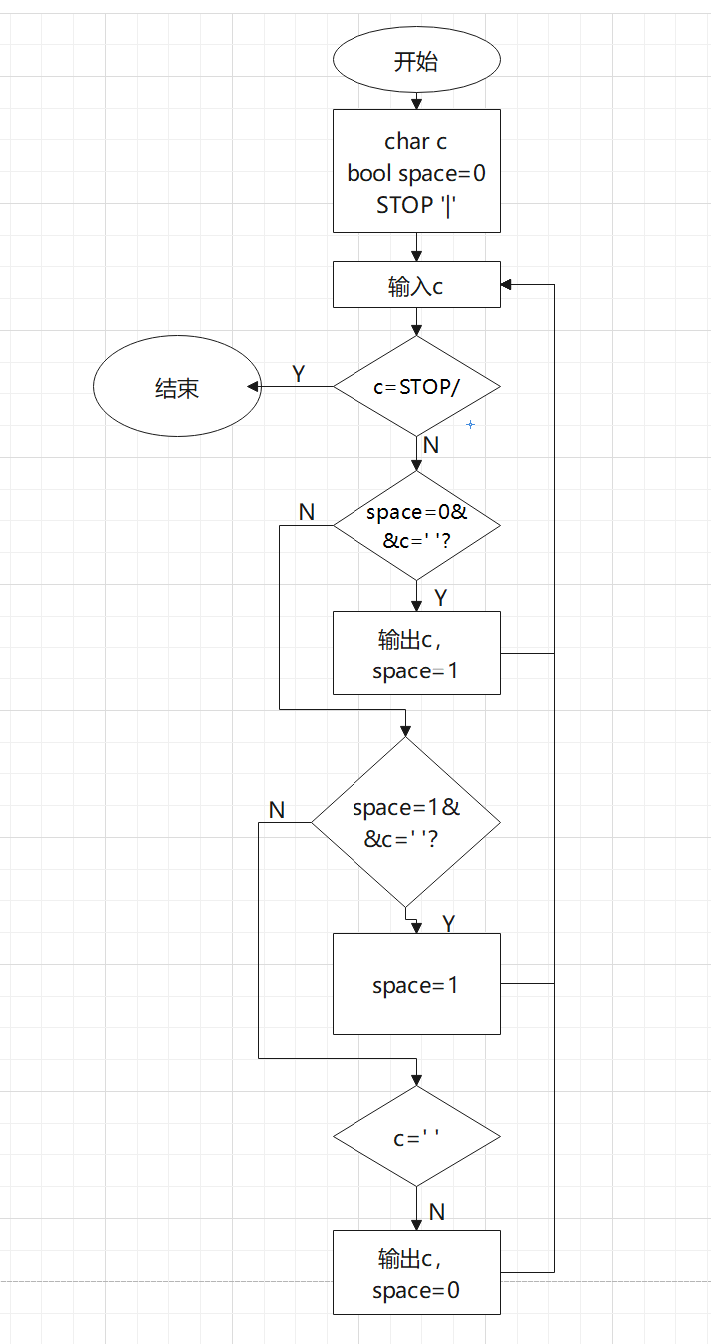 开始
char c
bool space=0
STOP '|'
输入c
结束
Y
c=STOP/
N
N
space=0&
&c=' '?
Y
输出c，
space=1
N
space=1&
&c=' '?
Y
space=1
c=' '
N
输出c，
space=0